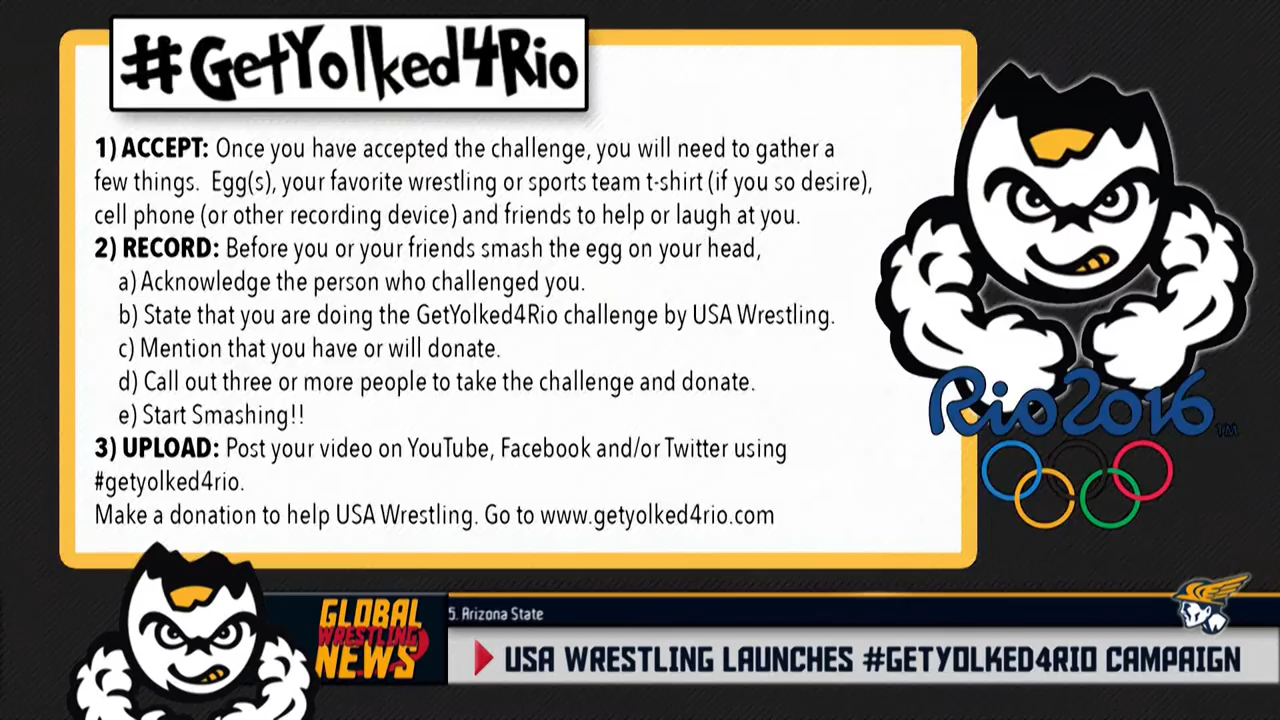 #GetYolked4Rio
1) ACCEPT: Once you have accepted the challenge, you will need to gather a
few things.  Egg(s), your favorite wrestling or sports team t-shirt (if you so desire),
cell phone (or other recording device) and friends to help or laugh at you.
2) RECORD: Before you or your friends smash the egg on your head,
a) Acknowledge the person who challenged you.
b) State that you are doing the GetYolked4Rio challenge by USA Wrestling.
c) Mention that you have or will donate.
d) Call out three or more people to take the challenge and donate.
e) Start Smashing!!
3) UPLOAD: Post your video on YouTube, Facebook and/or Twitter using
#getyolked4rio.
Make a donation to help USA Wrestling. Go to www.getyolked4rio.com
Rio2016™
GLOBAL
WRESTLING
NEWS
5. Arizona State
USA WRESTLING LAUNCHES #GETYOLKED4RIO CAMPAIGN